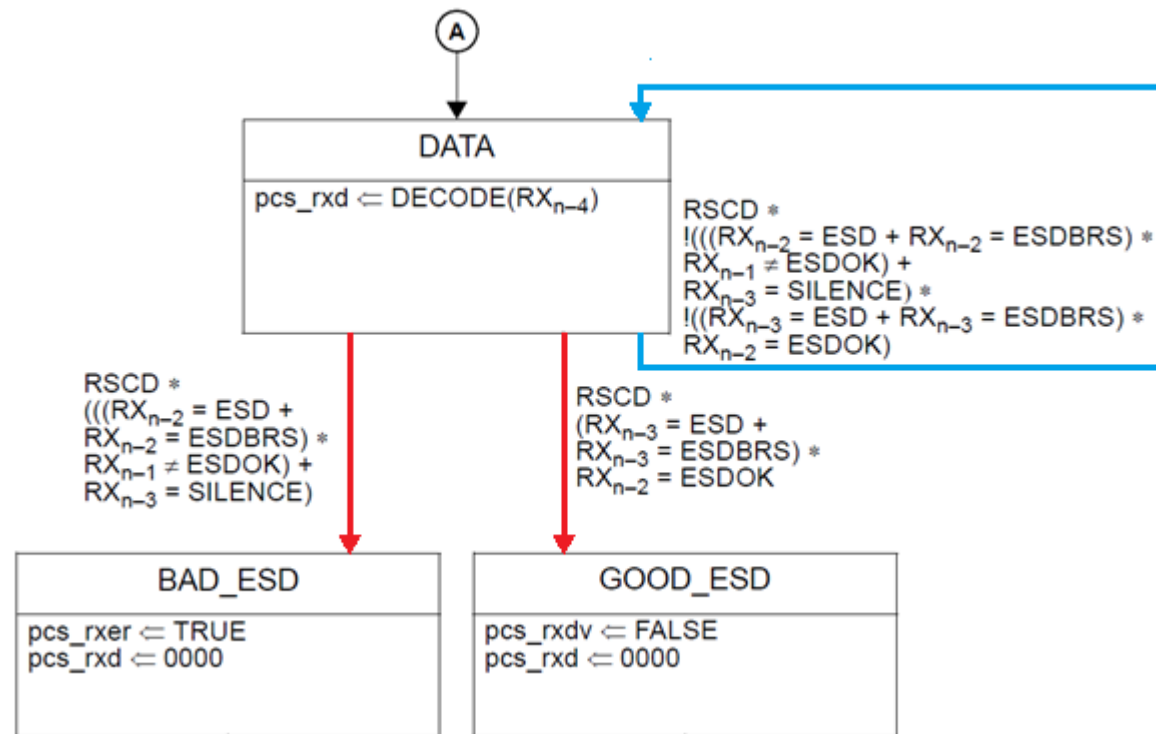 A
DATA
pcs_rxd ⇐ DECODE(RXn–4)
RSCD *
!(((RXn–2 = ESD + RXn–2 = ESDBRS) *
RXn–1 ≠ ESDOK) +
RXn–3 = SILENCE) *
!((RXn–3 = ESD + RXn–3 = ESDBRS) *
RXn–2 = ESDOK)
RSCD *
(((RXn–2 = ESD +
RXn–2 = ESDBRS) *
RXn–1 ≠ ESDOK) +
RXn–3 = SILENCE)
RSCD *
(RXn–3 = ESD +
RXn–3 = ESDBRS) *
RXn–2 = ESDOK
BAD_ESD
pcs_rxer ⇐ TRUE
pcs_rxd ⇐ 0000
GOOD_ESD
pcs_rxdv ⇐ FALSE
pcs_rxd ⇐ 0000